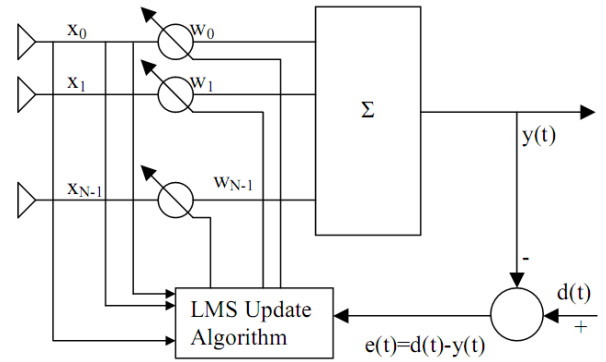 x0 w0
x1 w1
Σ
y(t)
xN-1 wN-1
-
d(t)
+
LMS Update
Algorithm
e(t)=d(t)-y(t)